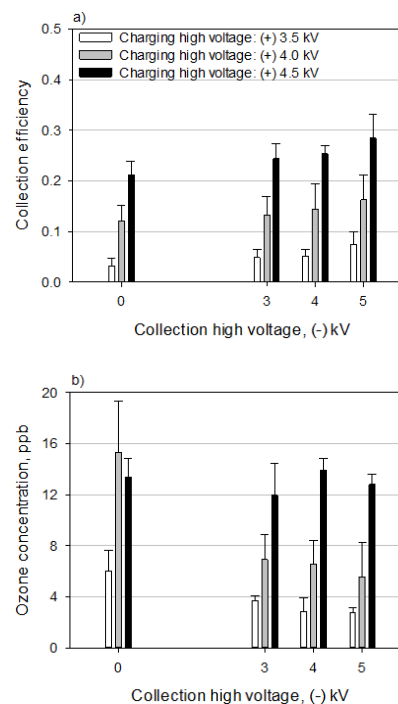 a)
0.5
Charging high voltage: (+) 3.5 kV
Charging high voltage: (+) 4.0 kV
Charging high voltage: (+) 4.5 kV
0.4
0.3
0.2
0.1
0.0
Collection efficiency
0 3 4 5
Collection high voltage, (-) kV
b)
20
16
12
8
4
0
Ozone concentration, ppb
0 3 4 5
Collection high voltage, (-) kV